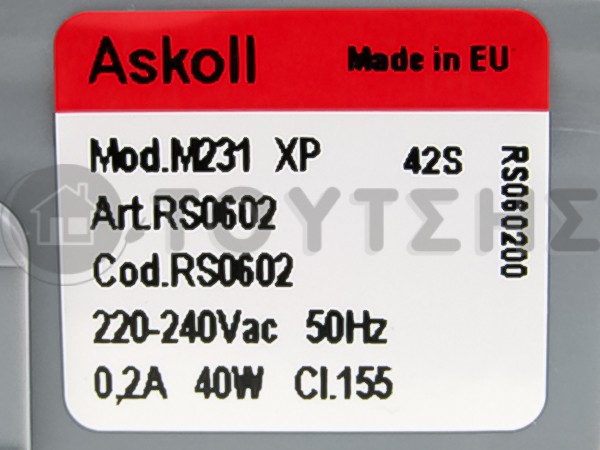 Askoll Made in EU
Mod.M231 XP 42S
RS060200
Art.RS0602
ΤΟΥΤΣΗΣ
Cod.RS0602
220-240Vac 50Hz
0,2A 40W Cl.155